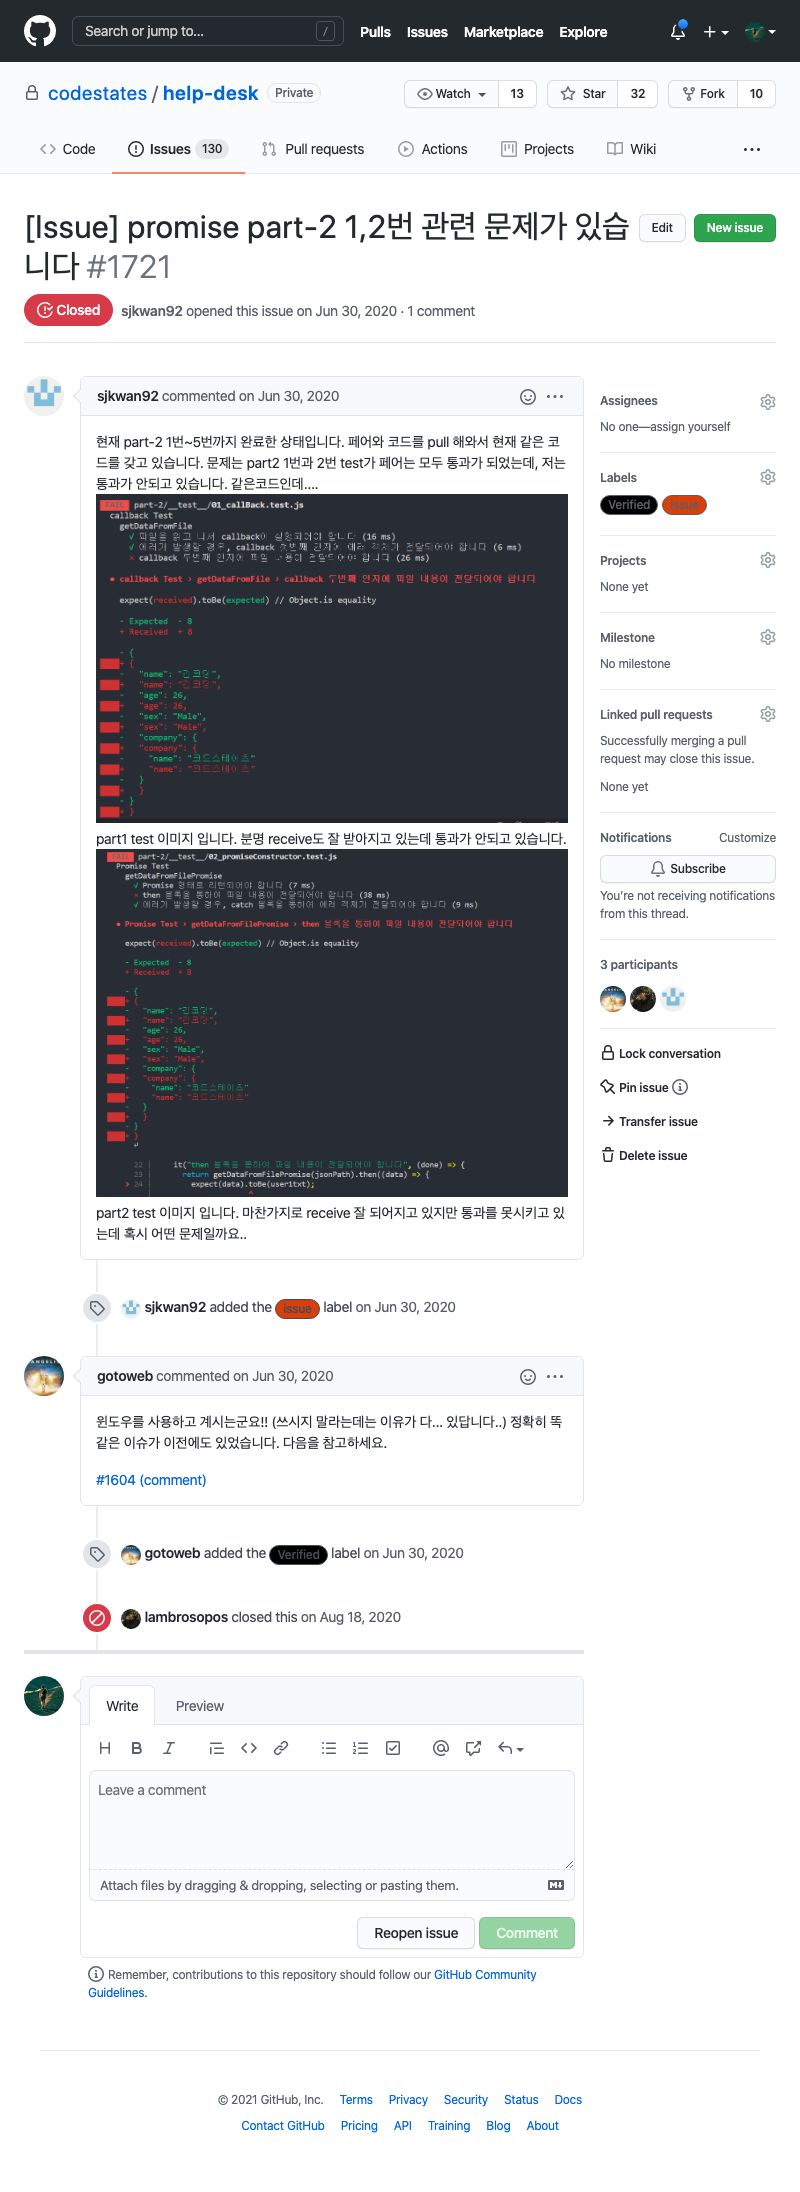 Search or jump to...
/
Pulls
Issues
Marketplace
Explore
codestates / help-desk
Private
Watch
13
Star
32
Fork
10
Code
Issues 130
Pull requests
Actions
Projects
Wiki
[Issue] promise part-2 1,2번 관련 문제가 있습
니다 #1721
Edit
New issue
Closed
sjkwan92 opened this issue on Jun 30, 2020 · 1 comment
sjkwan92 commented on Jun 30, 2020
현재 part-2 1번~5번까지 완료한 상태입니다. 페어와 코드를 pull 해와서 현재 같은 코
드를 갖고 있습니다. 문제는 part2 1번과 2번 test가 페어는 모두 통과가 되었는데, 저는
통과가 안되고 있습니다. 같은코드인데....
FAIL part-2/__test__/01_callBack.test.js
callback Test
getDataFromFile
√ 파일을 읽고 나서 callback이 실행되어야 합니다 (16 ms)
√ 에러가 발생할 경우, callback 첫번째 인자에 에러 객체가 전달되어야 합니다 (6 ms)
× callback 두번째 인자에 파일 내용이 전달되어야 합니다 (26 ms)
● callback Test › getDataFromFile › callback 두번째 인자에 파일 내용이 전달되어야 합니다
expect(received).toBe(expected) // Object.is equality
- Expected - 8
+ Received + 8
- {
+ {
- "name": "김코딩",
+ "name": "김코딩",
- "age": 26,
+ "age": 26,
- "sex": "Male",
+ "sex": "Male",
- "company": {
+ "company": {
- "name": "코드스테이츠"
+ "name": "코드스테이츠"
- }
+ }
- }
+ }
part1 test 이미지 입니다. 분명 receive도 잘 받아지고 있는데 통과가 안되고 있습니다.
FAIL part-2/__test__/02_promiseConstructor.test.js
Promise Test
getDataFromFilePromise
√ Promise 형태로 리턴되어야 합니다 (7 ms)
× then 블록을 통하여 파일 내용이 전달되어야 합니다 (38 ms)
√ 에러가 발생할 경우, catch 블록을 통하여 에러 객체가 전달되어야 합니다 (9 ms)
● Promise Test › getDataFromFilePromise › then 블록을 통하여 파일 내용이 전달되어야 합니다
expect(received).toBe(expected) // Object.is equality
- Expected - 8
+ Received + 8
- {
+ {
- "name": "김코딩",
+ "name": "김코딩",
- "age": 26,
+ "age": 26,
- "sex": "Male",
+ "sex": "Male",
- "company": {
+ "company": {
- "name": "코드스테이츠"
+ "name": "코드스테이츠"
- }
+ }
- }
+ }
22 | it("then 블록을 통하여 파일 내용이 전달되어야 합니다", (done) => {
23 | return getDataFromFilePromise(jsonPath).then((data) => {
> 24 | expect(data).toBe(user1txt);
| ^
part2 test 이미지 입니다. 마찬가지로 receive 잘 되어지고 있지만 통과를 못시키고 있
는데 혹시 어떤 문제일까요..
sjkwan92 added the issue label on Jun 30, 2020
gotoweb commented on Jun 30, 2020
윈도우를 사용하고 계시는군요!! (쓰시지 말라는데는 이유가 다... 있답니다..) 정확히 똑
같은 이슈가 이전에도 있었습니다. 다음을 참고하세요.
#1604 (comment)
gotoweb added the Verified label on Jun 30, 2020
lambrosopos closed this on Aug 18, 2020
Assignees
No one—assign yourself
Labels
Verified issue
Projects
None yet
Milestone
No milestone
Linked pull requests
Successfully merging a pull
request may close this issue.
None yet
Notifications
Customize
Subscribe
You're not receiving notifications
from this thread.
3 participants
Lock conversation
Pin issue
Transfer issue
Delete issue
Write
Preview
Leave a comment
Attach files by dragging & dropping, selecting or pasting them.
Reopen issue
Comment
Remember, contributions to this repository should follow our GitHub Community
Guidelines.
© 2021 GitHub, Inc. Terms Privacy Security Status Docs
Contact GitHub Pricing API Training Blog About